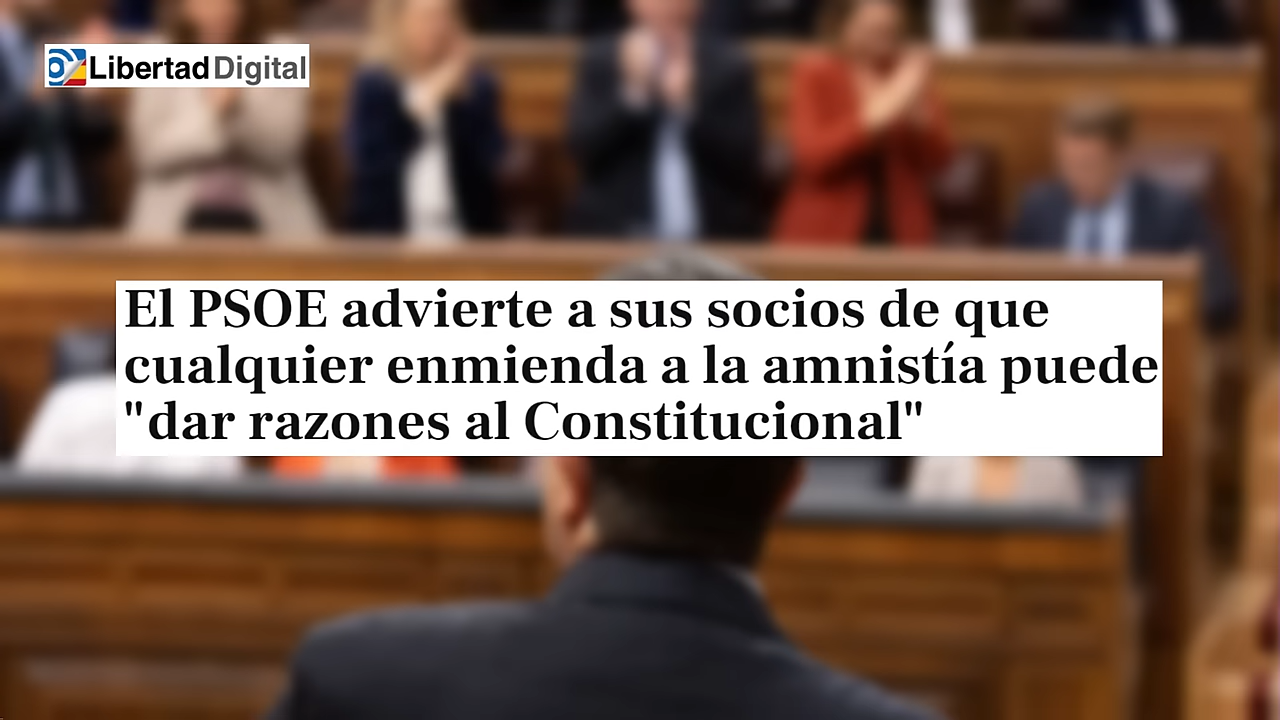 Libertad Digital
El PSOE advierte a sus socios de que
cualquier enmienda a la amnistía puede
"dar razones al Constitucional"